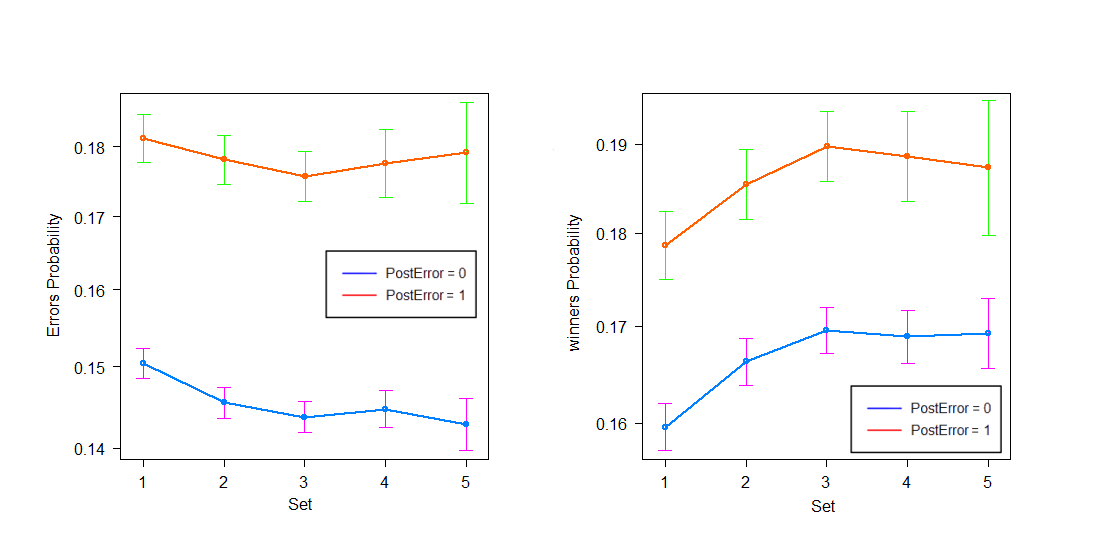 Errors Probability
0.18
0.17
0.16
0.15
0.14
PostError = 0
PostError = 1
1 2 3 4 5
Set
winners Probability
0.19
0.18
0.17
0.16
PostError = 0
PostError = 1
1 2 3 4 5
Set